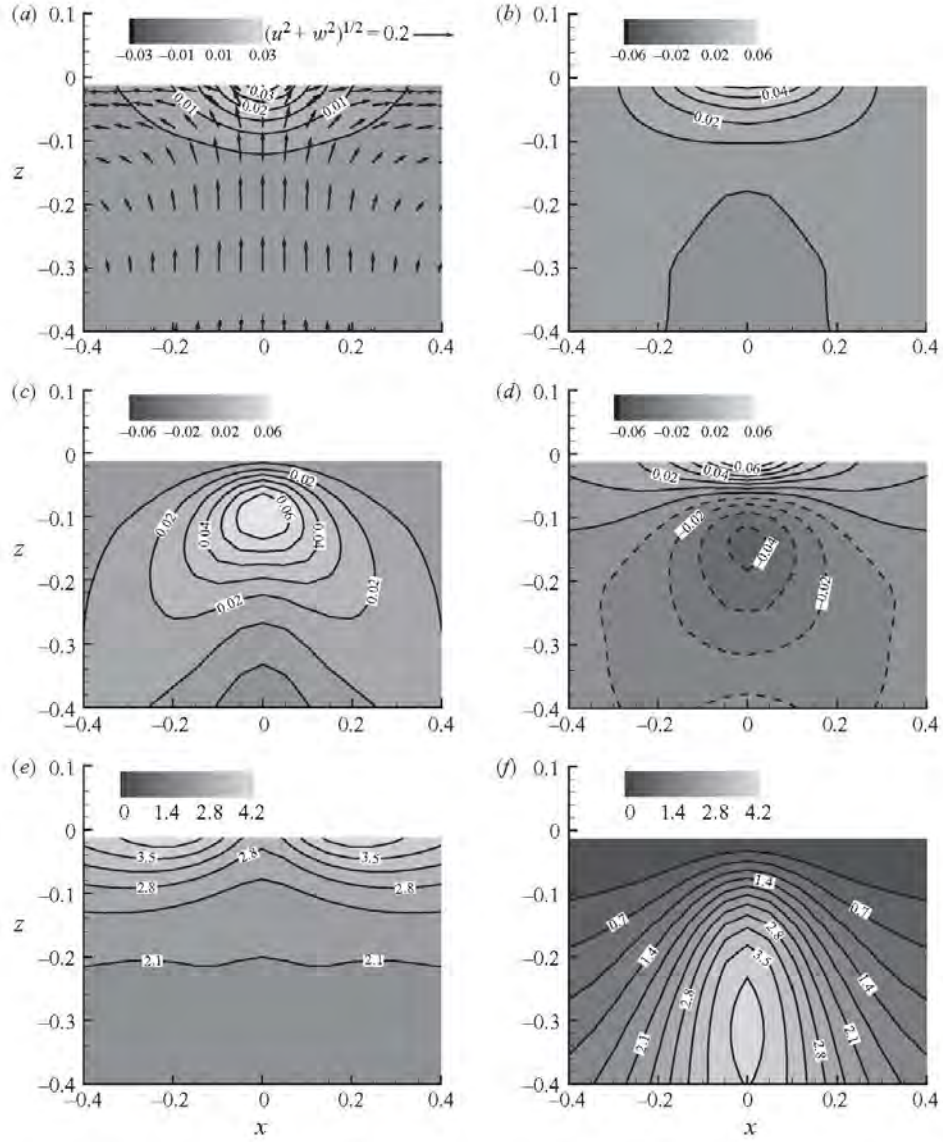 (a) 0.1 (u² + w²)^1/2 = 0.2
−0.03 −0.01 0.01 0.03
0
0.03
0.02
0.01 0.01
−0.1
z
−0.2
−0.3
−0.4
−0.4 −0.2 0 0.2 0.4
(b) 0.1
−0.06 −0.02 0.02 0.06
0
0.04
0.02
−0.1
−0.2
−0.3
−0.4
−0.4 −0.2 0 0.2 0.4
(c) 0.1
−0.06 −0.02 0.02 0.06
0
0.02
0.06
0.02 0.04 0.04
−0.1
z
−0.2
0.02 0.02
−0.3
−0.4
−0.4 −0.2 0 0.2 0.4
(d) 0.1
−0.06 −0.02 0.02 0.06
0
0.02 0.04 0.06
−0.1
−0.02
−0.04
−0.02
−0.2
−0.3
−0.4
−0.4 −0.2 0 0.2 0.4
(e) 0.1
0 1.4 2.8 4.2
0
3.5 2.8 3.5
2.8 2.8
−0.1
z
−0.2
2.1 2.1
−0.3
−0.4
−0.4 −0.2 0 0.2 0.4
x
(f) 0.1
0 1.4 2.8 4.2
0
−0.1
1.4
0.7 0.7
2.8
1.4 3.5 1.4
−0.2
2.8
2.1 2.8 2.1
−0.3
−0.4
−0.4 −0.2 0 0.2 0.4
x